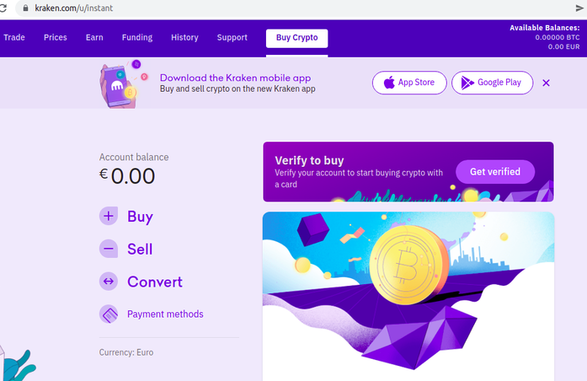 kraken.com/u/instant
Trade Prices Earn Funding History Support Buy Crypto
Available Balances:
0.00000 BTC
0.00 EUR
Download the Kraken mobile app
Buy and sell crypto on the new Kraken app
App Store
Google Play
Account balance
€0.00
Buy
Sell
Convert
Payment methods
Currency: Euro
Verify to buy
Verify your account to start buying crypto with
a card
Get verified